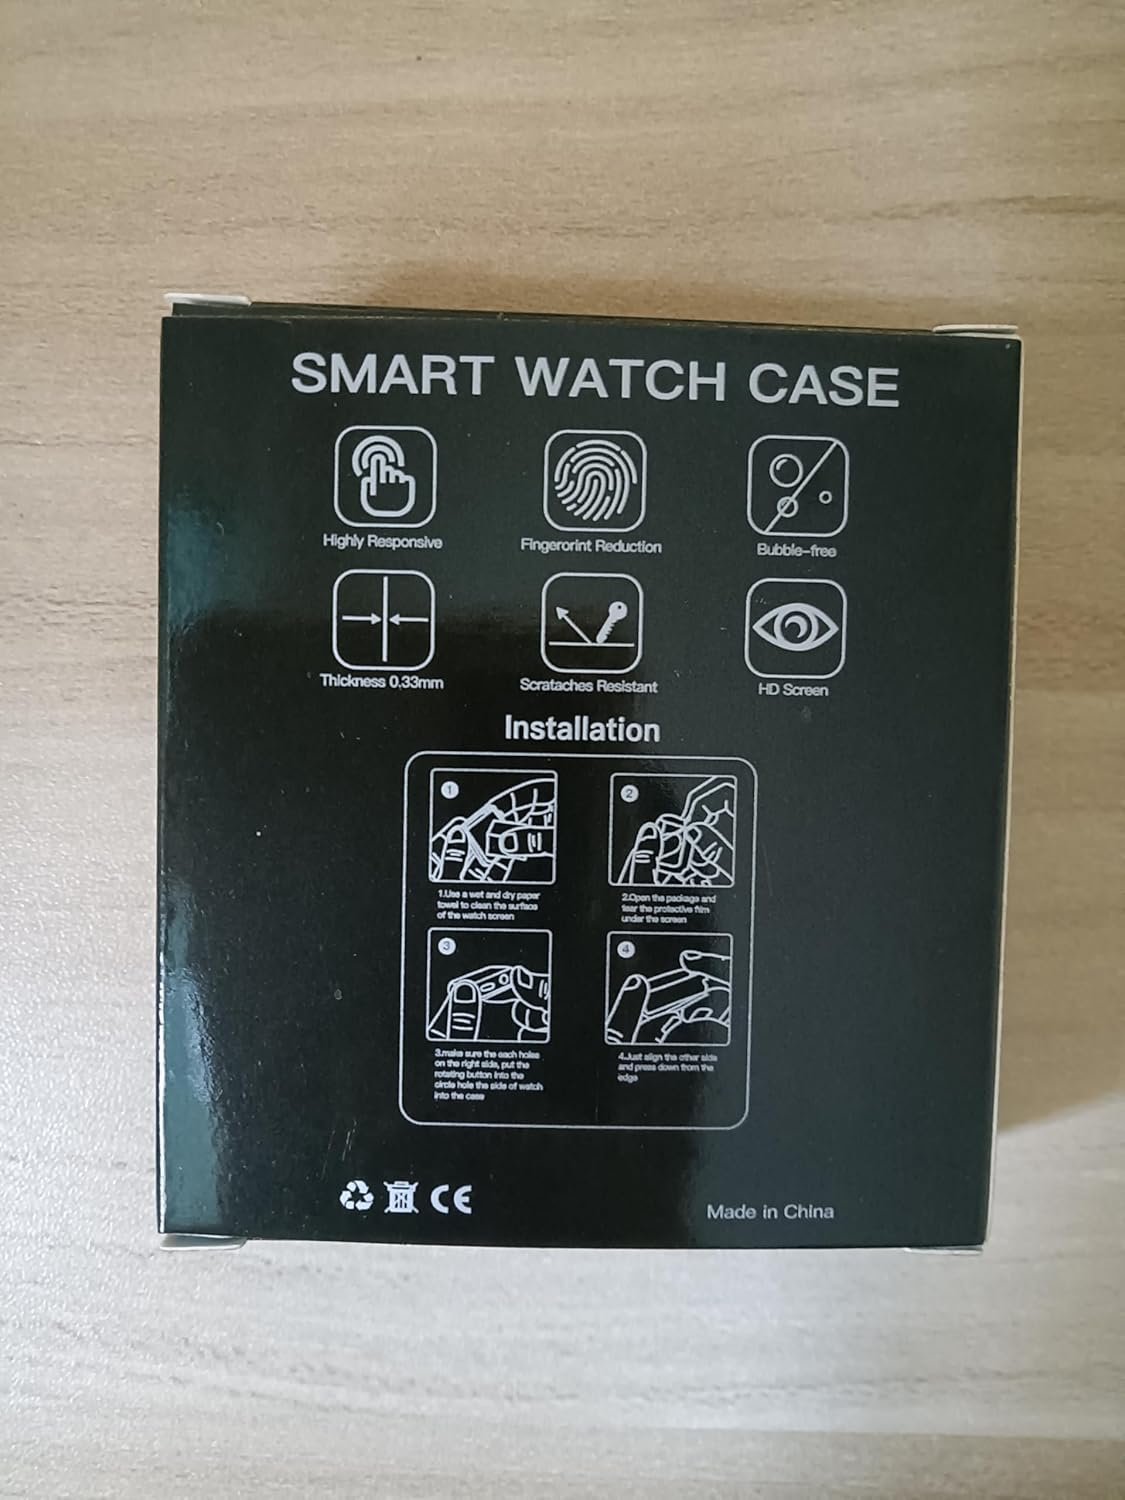 SMART WATCH CASE
Highly Responsive
Fingerorint Reduction
Bubble-free
Thickness 0.33mm
Scrataches Resistant
HD Screen
Installation
1
2
1.Use a wet and dry paper
towel to clean the surface
of the watch screen
2.Open the package and
tear the protective film
under the screen
3
4
3.make sure the each holes
on the right side, put the
rotating button into the
circle hole the side of watch
into the case
4.Just align the other side
and press down from the
edge
CE
Made in China